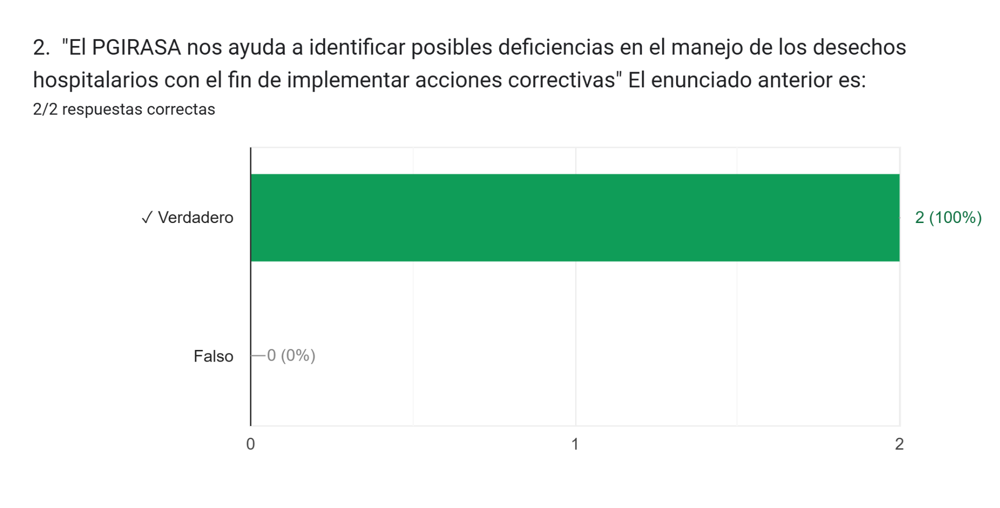 2.  "El PGIRASA nos ayuda a identificar posibles deficiencias en el manejo de los desechos
hospitalarios con el fin de implementar acciones correctivas" El enunciado anterior es:
2/2 respuestas correctas
✓ Verdadero
2 (100%)
Falso
0 (0%)
0
1
2